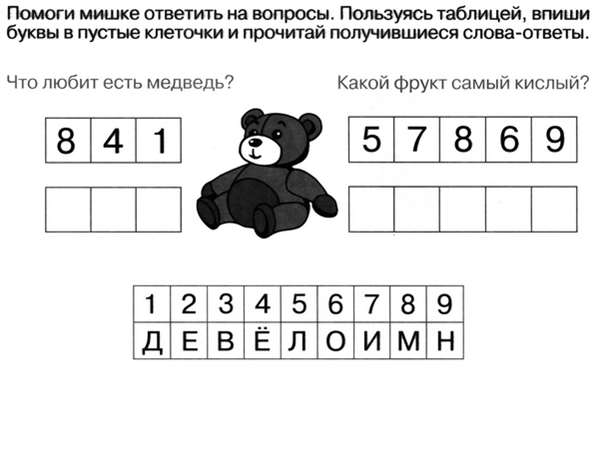 Помоги мишке ответить на вопросы. Пользуясь таблицей, впиши
буквы в пустые клеточки и прочитай получившиеся слова-ответы.
Что любит есть медведь?
Какой фрукт самый кислый?
8 4 1
5 7 8 6 9
1 2 3 4 5 6 7 8 9
Д Е В Ё Л О И М Н